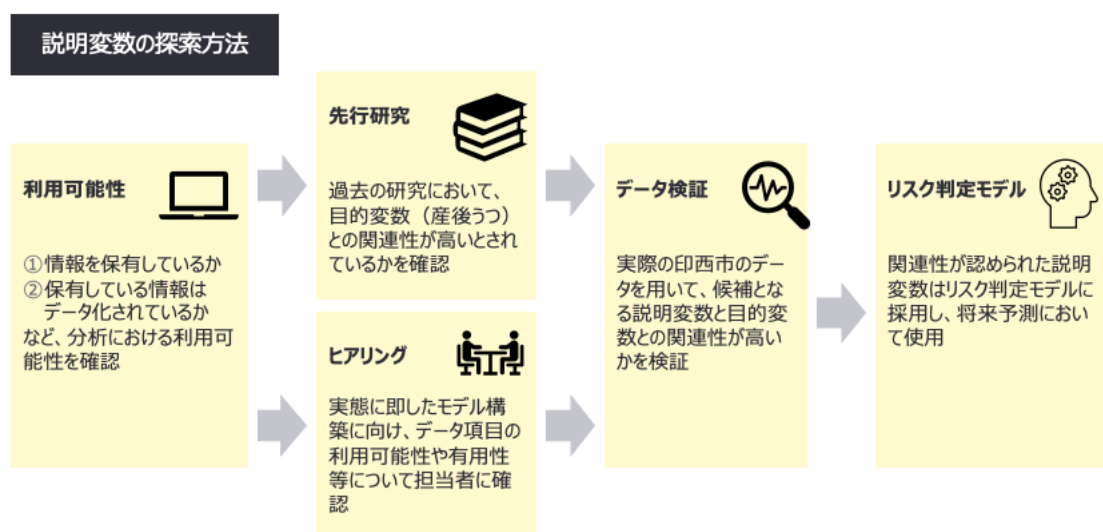 説明変数の探索方法
利用可能性
①情報を保有しているか
②保有している情報は
データ化されているか
など、分析における利用可
能性を確認
先行研究
過去の研究において、
目的変数（産後うつ）
との関連性が高いとされ
ているかを確認
ヒアリング
実態に即したモデル構
築に向け、データ項目の
利用可能性や有用性
等について担当者に確
認
データ検証
実際の印西市のデー
タを用いて、候補とな
る説明変数と目的変
数との関連性が高い
かを検証
リスク判定モデル
関連性が認められた説明
変数はリスク判定モデルに
採用し、将来予測におい
て使用